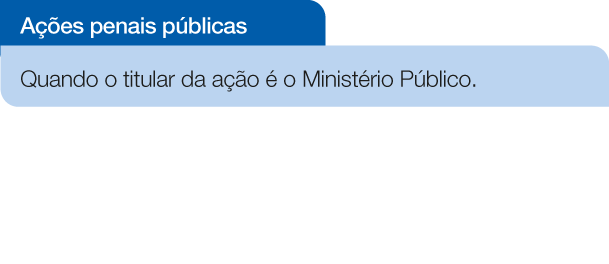 Ações penais públicas
Quando o titular da ação é o Ministério Público.